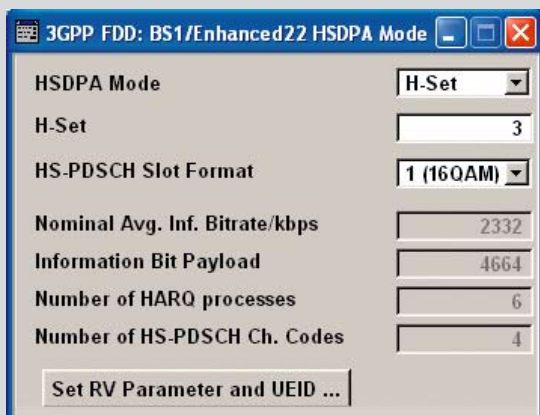 3GPP FDD: BS1/Enhanced22 HSDPA Mode
HSDPA Mode H-Set
H-Set 3
HS-PDSCH Slot Format 1 (16QAM)
Nominal Avg. Inf. Bitrate/kbps 2332
Information Bit Payload 4664
Number of HARQ processes 6
Number of HS-PDSCH Ch. Codes 4
Set RV Parameter and UEID ...